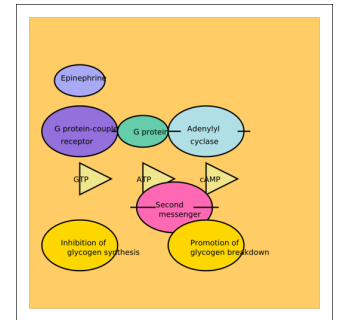 Epinephrine
G protein-couple
receptor
G protein
Adenylyl
cyclase
GTP
ATP
cAMP
Second
messenger
Inhibition of
glycogen synthesis
Promotion of
glycogen breakdown